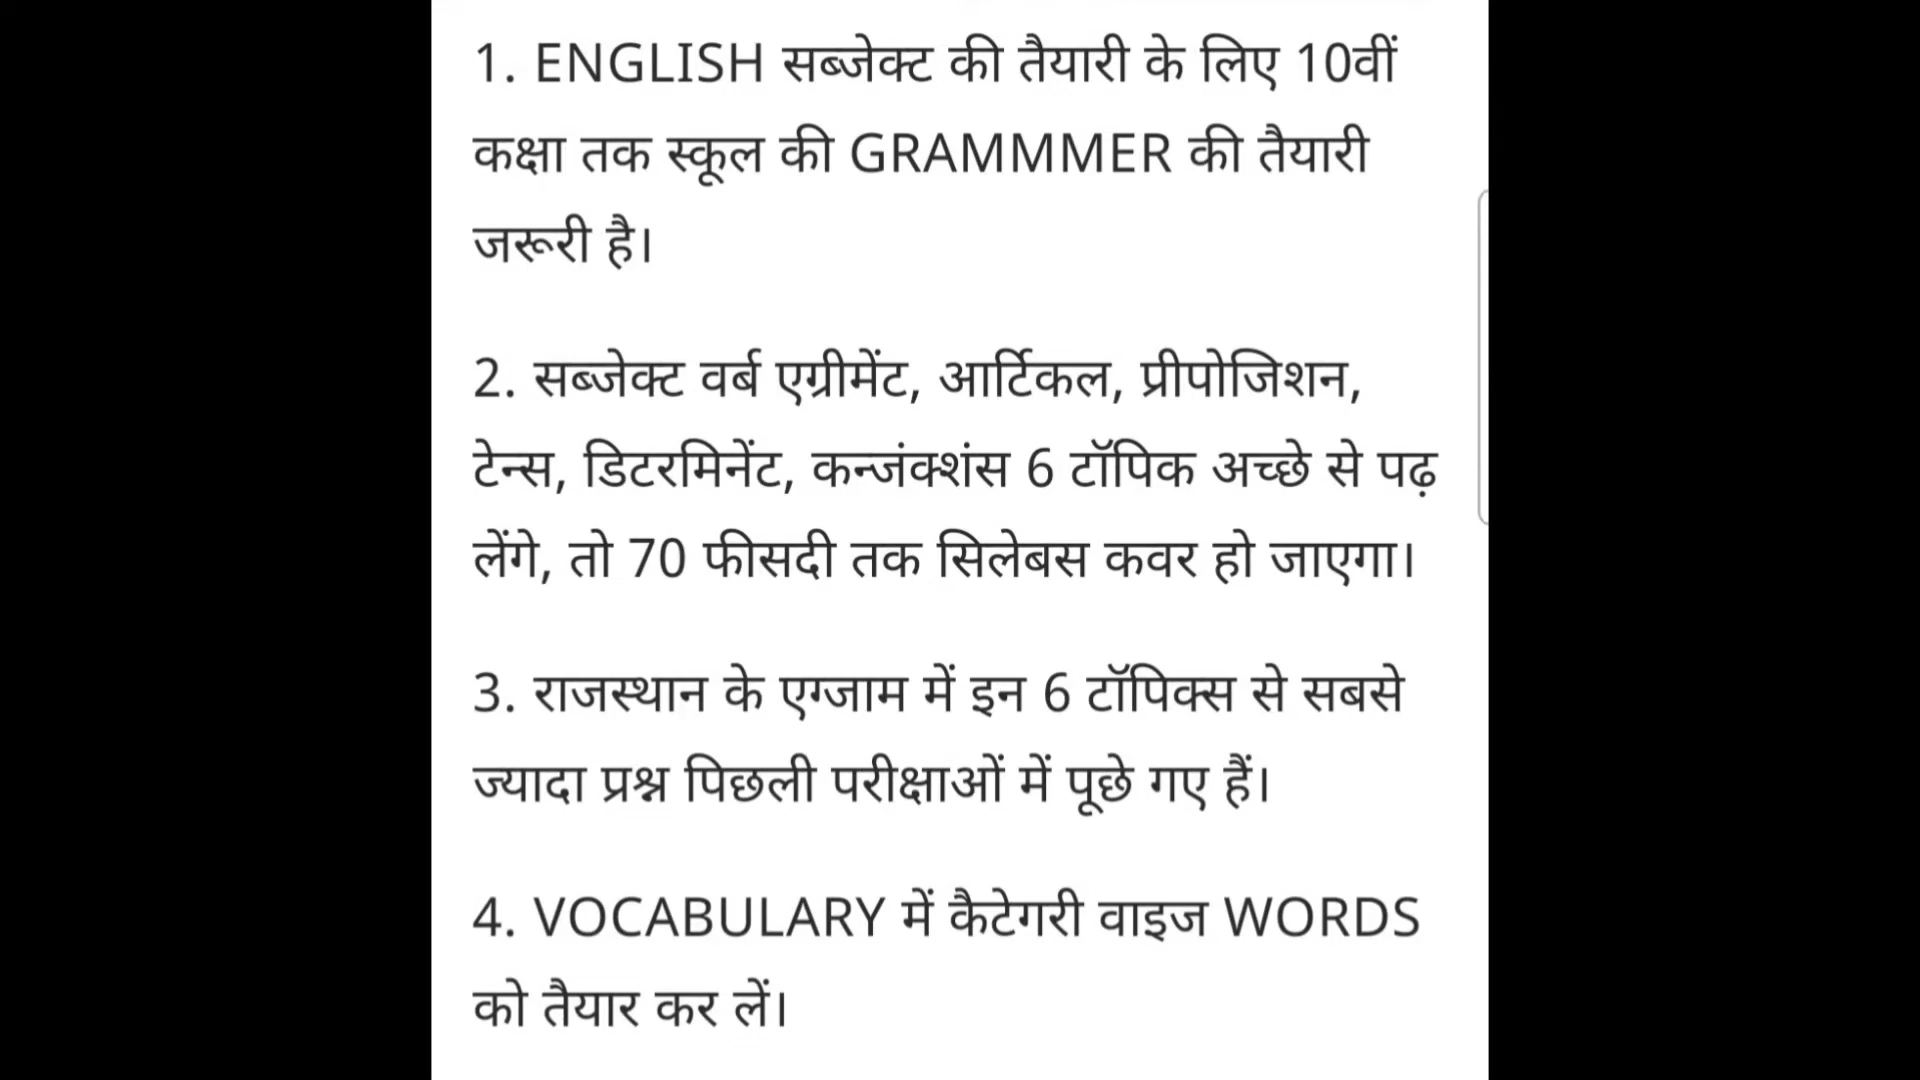 1. ENGLISH सब्जेक्ट की तैयारी के लिए 10वीं
कक्षा तक स्कूल की GRAMMMER की तैयारी
जरूरी है।
2. सब्जेक्ट वर्ब एग्रीमेंट, आर्टिकल, प्रीपोजिशन,
टेन्स, डिटरमिनेंट, कन्जंक्शंस 6 टॉपिक अच्छे से पढ़
लेंगे, तो 70 फीसदी तक सिलेबस कवर हो जाएगा।
3. राजस्थान के एग्जाम में इन 6 टॉपिक्स से सबसे
ज्यादा प्रश्न पिछली परीक्षाओं में पूछे गए हैं।
4. VOCABULARY में कैटेगरी वाइज WORDS
को तैयार कर लें।